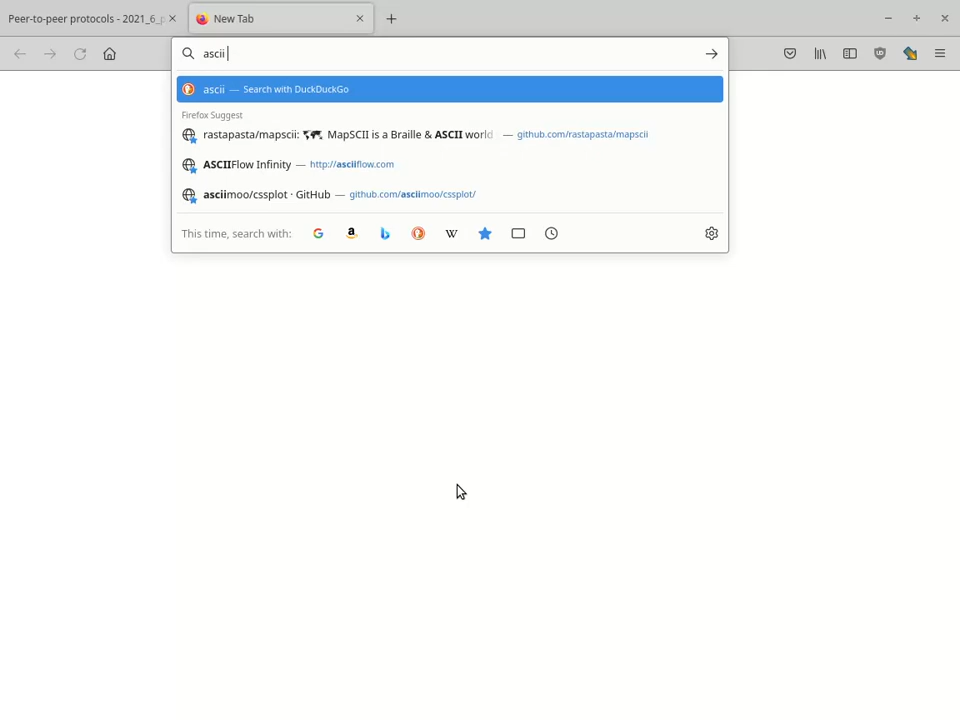 Peer-to-peer protocols - 2021_6_p
New Tab
ascii
ascii — Search with DuckDuckGo
Firefox Suggest
rastapasta/mapscii: 🗺 MapSCII is a Braille & ASCII world — github.com/rastapasta/mapscii
ASCIIFlow Infinity — http://asciiflow.com
asciimoo/cssplot · GitHub — github.com/asciimoo/cssplot/
This time, search with: